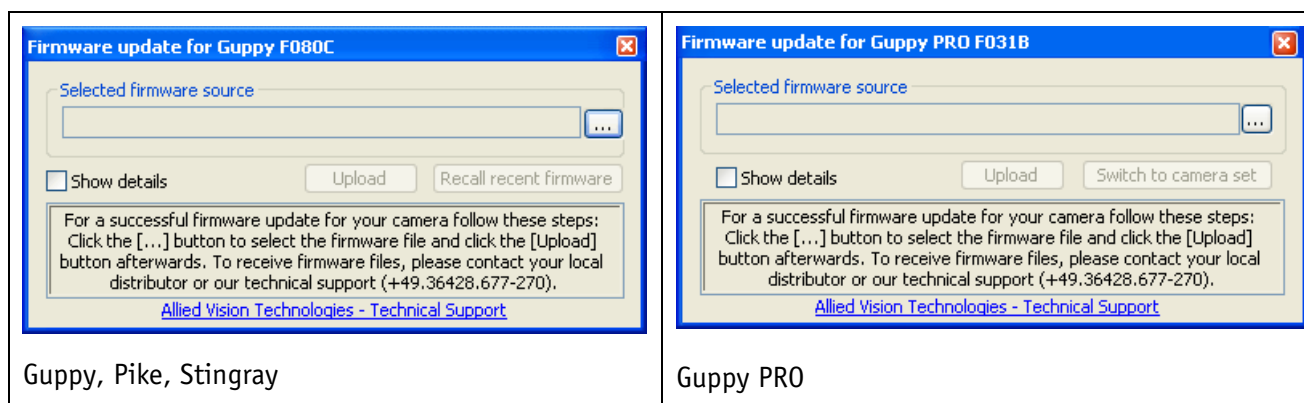 Firmware update for Guppy F080C
Selected firmware source
...
Show details
Upload
Recall recent firmware
For a successful firmware update for your camera follow these steps:
Click the [...] button to select the firmware file and click the [Upload]
button afterwards. To receive firmware files, please contact your local
distributor or our technical support (+49.36428.677-270).
Allied Vision Technologies - Technical Support
Guppy, Pike, Stingray
Firmware update for Guppy PRO F031B
Selected firmware source
...
Show details
Upload
Switch to camera set
For a successful firmware update for your camera follow these steps:
Click the [...] button to select the firmware file and click the [Upload]
button afterwards. To receive firmware files, please contact your local
distributor or our technical support (+49.36428.677-270).
Allied Vision Technologies - Technical Support
Guppy PRO